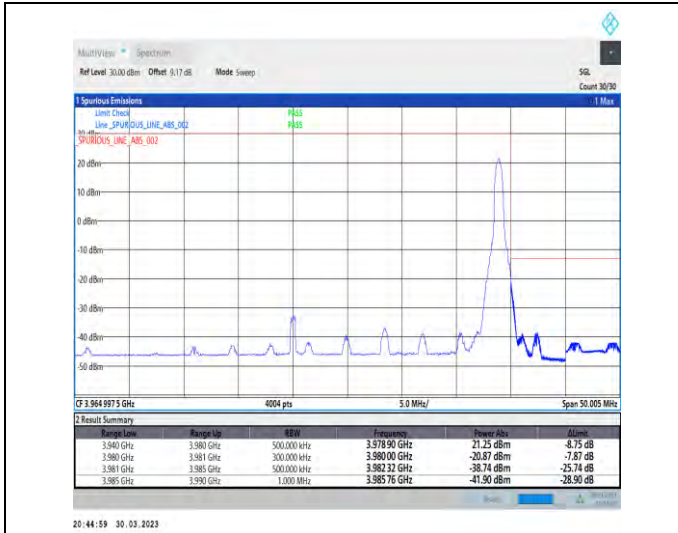 MultiView Spectrum
Ref Level 30.00 dBm Offset 9.17 dB Mode Sweep SGL
Count 30/30
1 Spurious Emissions 1 Max
Limit Check PASS
Line _SPURIOUS_LINE_ABS_002 PASS
30 dBm
_SPURIOUS_LINE_ABS_002
20 dBm
10 dBm
0 dBm
-10 dBm
-20 dBm
-30 dBm
-40 dBm
-50 dBm
CF 3.964 997 5 GHz 4004 pts 5.0 MHz/ Span 50.005 MHz
2 Result Summary
Range Low Range Up RBW Frequency Power Abs ΔLimit
3.940 GHz 3.980 GHz 500.000 kHz 3.978 90 GHz 21.25 dBm -8.75 dB
3.980 GHz 3.981 GHz 300.000 kHz 3.980 00 GHz -20.87 dBm -7.87 dB
3.981 GHz 3.985 GHz 500.000 kHz 3.982 32 GHz -38.74 dBm -25.74 dB
3.985 GHz 3.990 GHz 1.000 MHz 3.985 76 GHz -41.90 dBm -28.90 dB
20:44:59 30.03.2023